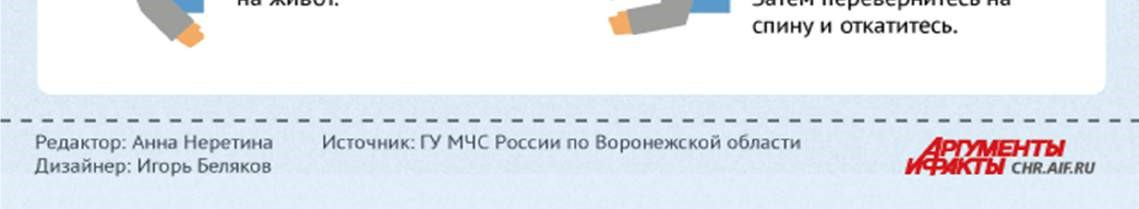 на живот.
Затем перевернитесь на
спину и откатитесь.
Редактор: Анна Неретина
Дизайнер: Игорь Беляков
Источник: ГУ МЧС России по Воронежской области
АРГУМЕНТЫ
И ФАКТЫ CHR.AIF.RU